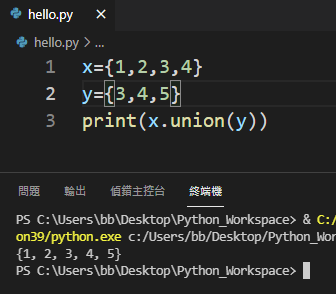 hello.py
hello.py > ...
1 x={1,2,3,4}
2 y={3,4,5}
3 print(x.union(y))
問題 輸出 偵錯主控台 終端機
PS C:\Users\bb\Desktop\Python_Workspace> & C:/
on39/python.exe c:/Users/bb/Desktop/Python_Wor
{1, 2, 3, 4, 5}
PS C:\Users\bb\Desktop\Python_Workspace>